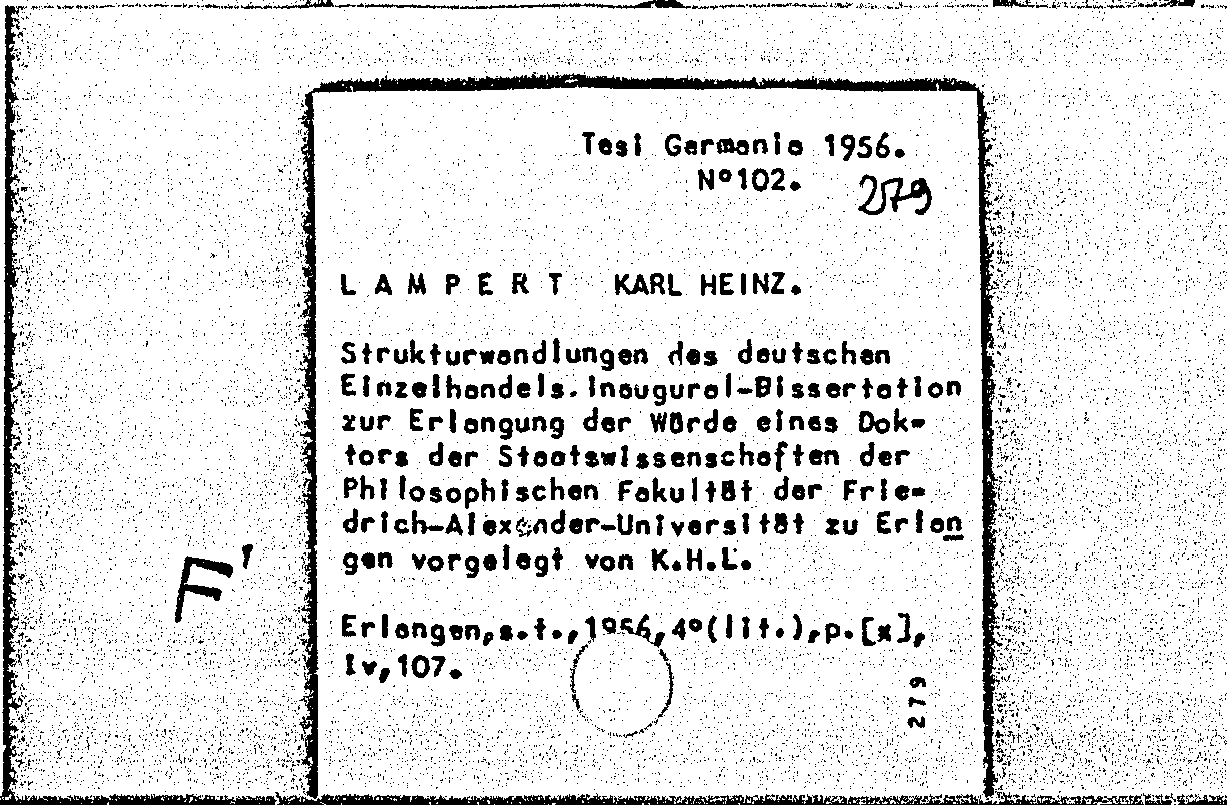 Tesi Germania 1956.
N°102. 279
L A M P E R T KARL HEINZ.
Strukturwandlungen des deutschen
Einzelhandels. Inaugural-Dissertation
zur Erlangung der Würde eines Dok-
tors der Staatswissenschaften der
Philosophischen Fakultät der Frie-
drich-Alexander-Universität zu Erlan
gen vorgelegt von K.H.L.
Erlangen, s.t., 1956, 4°(lit.), p.[x],
iv, 107.
279
F'